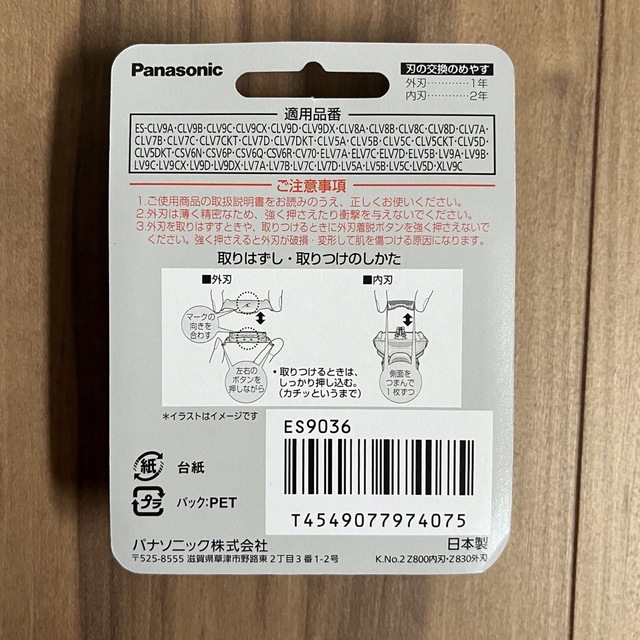 Panasonic
刃の交換のめやす
外刃…………1年
内刃…………2年
適用品番
ES-CLV9A・CLV9B・CLV9C・CLV9CX・CLV9D・CLV9DX・CLV8A・CLV8B・CLV8C・CLV8D・CLV7A・
CLV7B・CLV7C・CLV7CKT・CLV7D・CLV7DKT・CLV5A・CLV5B・CLV5C・CLV5CKT・CLV5D・
CLV5DKT・CSV6N・CSV6P・CSV6Q・CSV6R・CV70・ELV7A・ELV7C・ELV7D・ELV5B・LV9A・LV9B・
LV9C・LV9CX・LV9D・LV9DX・LV7A・LV7B・LV7C・LV7D・LV5A・LV5B・LV5C・LV5D・XLV9C
ご注意事項
1.ご使用商品の取扱説明書をお読みのうえ、正しくお使いください。
2.外刃は薄く精密なため、強く押さえたり衝撃を与えないでください。
3.外刃を取りはずすときや、取りつけるときに外刃着脱ボタンを強く押さえないで
ください。強く押さえると外刃が破損・変形して肌を傷つける原因になります。
取りはずし・取りつけのしかた
■外刃
■内刃
マークの
向きを
合わす
左右の
ボタンを
押しながら
・取りつけるときは、
しっかり押し込む。
(カチッというまで)
側面を
つまんで
1枚ずつ
*イラストはイメージです
ES9036
T4549077974075
紙
台紙
プラ
パック:PET
パナソニック株式会社
〒525-8555 滋賀県草津市野路東2丁目3番1-2号
日本製
K.No.2 Z800内刃・Z830外刃